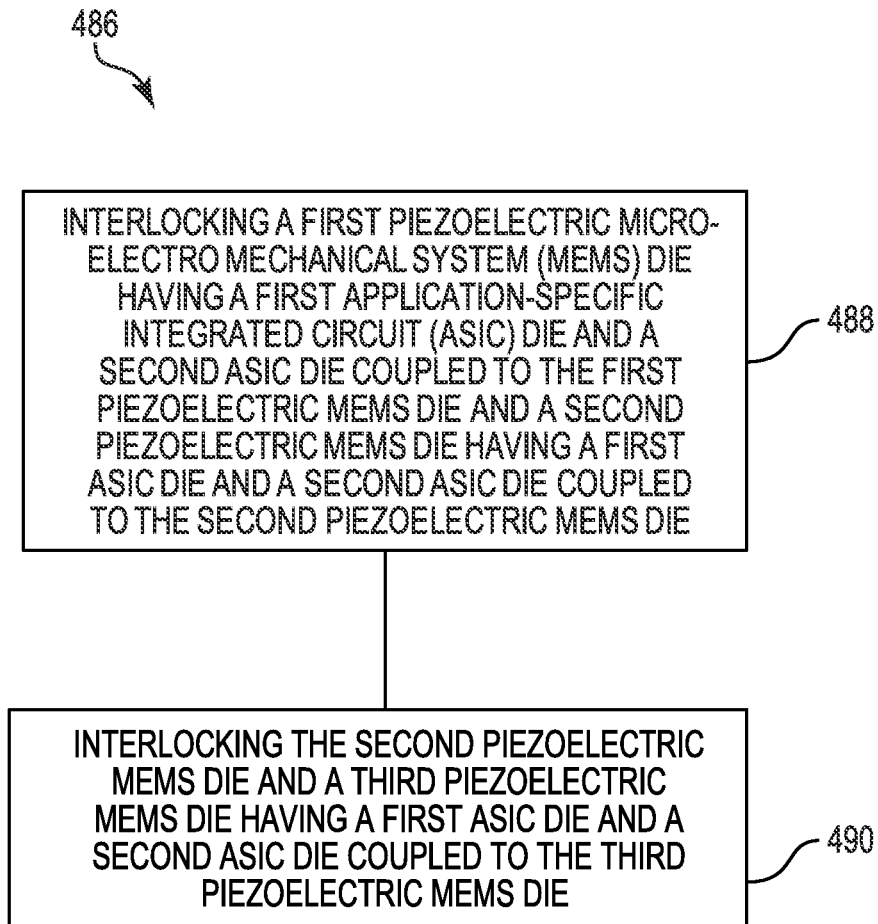 486
INTERLOCKING A FIRST PIEZOELECTRIC MICRO-
ELECTRO MECHANICAL SYSTEM (MEMS) DIE
HAVING A FIRST APPLICATION-SPECIFIC
INTEGRATED CIRCUIT (ASIC) DIE AND A
SECOND ASIC DIE COUPLED TO THE FIRST
PIEZOELECTRIC MEMS DIE AND A SECOND
PIEZOELECTRIC MEMS DIE HAVING A FIRST
ASIC DIE AND A SECOND ASIC DIE COUPLED
TO THE SECOND PIEZOELECTRIC MEMS DIE
488
INTERLOCKING THE SECOND PIEZOELECTRIC
MEMS DIE AND A THIRD PIEZOELECTRIC
MEMS DIE HAVING A FIRST ASIC DIE AND A
SECOND ASIC DIE COUPLED TO THE THIRD
PIEZOELECTRIC MEMS DIE
490